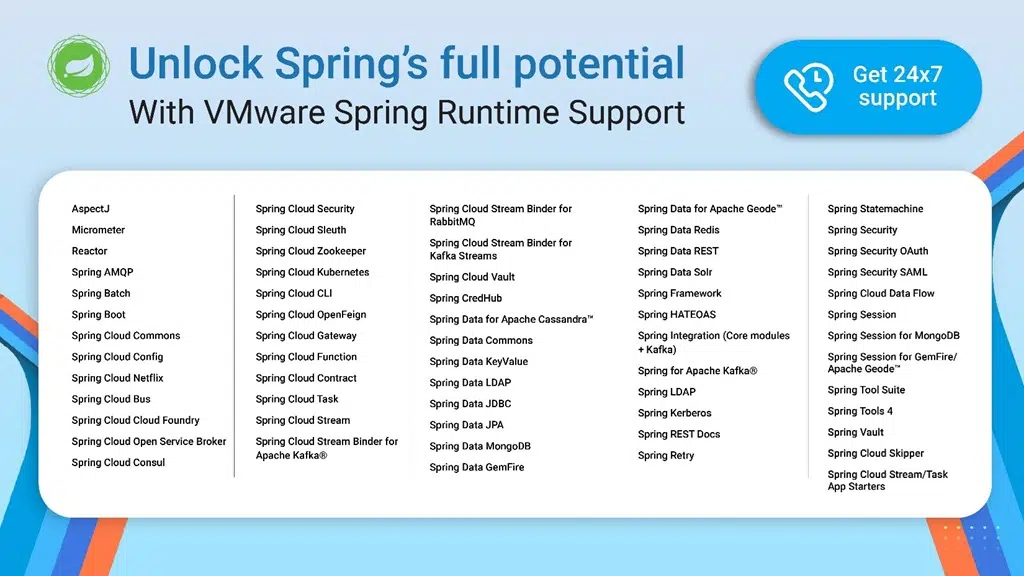 Unlock Spring's full potential
With VMware Spring Runtime Support
Get 24x7
support
AspectJ
Micrometer
Reactor
Spring AMQP
Spring Batch
Spring Boot
Spring Cloud Commons
Spring Cloud Config
Spring Cloud Netflix
Spring Cloud Bus
Spring Cloud Cloud Foundry
Spring Cloud Open Service Broker
Spring Cloud Consul
Spring Cloud Security
Spring Cloud Sleuth
Spring Cloud Zookeeper
Spring Cloud Kubernetes
Spring Cloud CLI
Spring Cloud OpenFeign
Spring Cloud Gateway
Spring Cloud Function
Spring Cloud Contract
Spring Cloud Task
Spring Cloud Stream
Spring Cloud Stream Binder for
Apache Kafka®
Spring Cloud Stream Binder for
RabbitMQ
Spring Cloud Stream Binder for
Kafka Streams
Spring Cloud Vault
Spring CredHub
Spring Data for Apache Cassandra™
Spring Data Commons
Spring Data KeyValue
Spring Data LDAP
Spring Data JDBC
Spring Data JPA
Spring Data MongoDB
Spring Data GemFire
Spring Data for Apache Geode™
Spring Data Redis
Spring Data REST
Spring Data Solr
Spring Framework
Spring HATEOAS
Spring Integration (Core modules
+ Kafka)
Spring for Apache Kafka®
Spring LDAP
Spring Kerberos
Spring REST Docs
Spring Retry
Spring Statemachine
Spring Security
Spring Security OAuth
Spring Security SAML
Spring Cloud Data Flow
Spring Session
Spring Session for MongoDB
Spring Session for GemFire/
Apache Geode™
Spring Tool Suite
Spring Tools 4
Spring Vault
Spring Cloud Skipper
Spring Cloud Stream/Task
App Starters